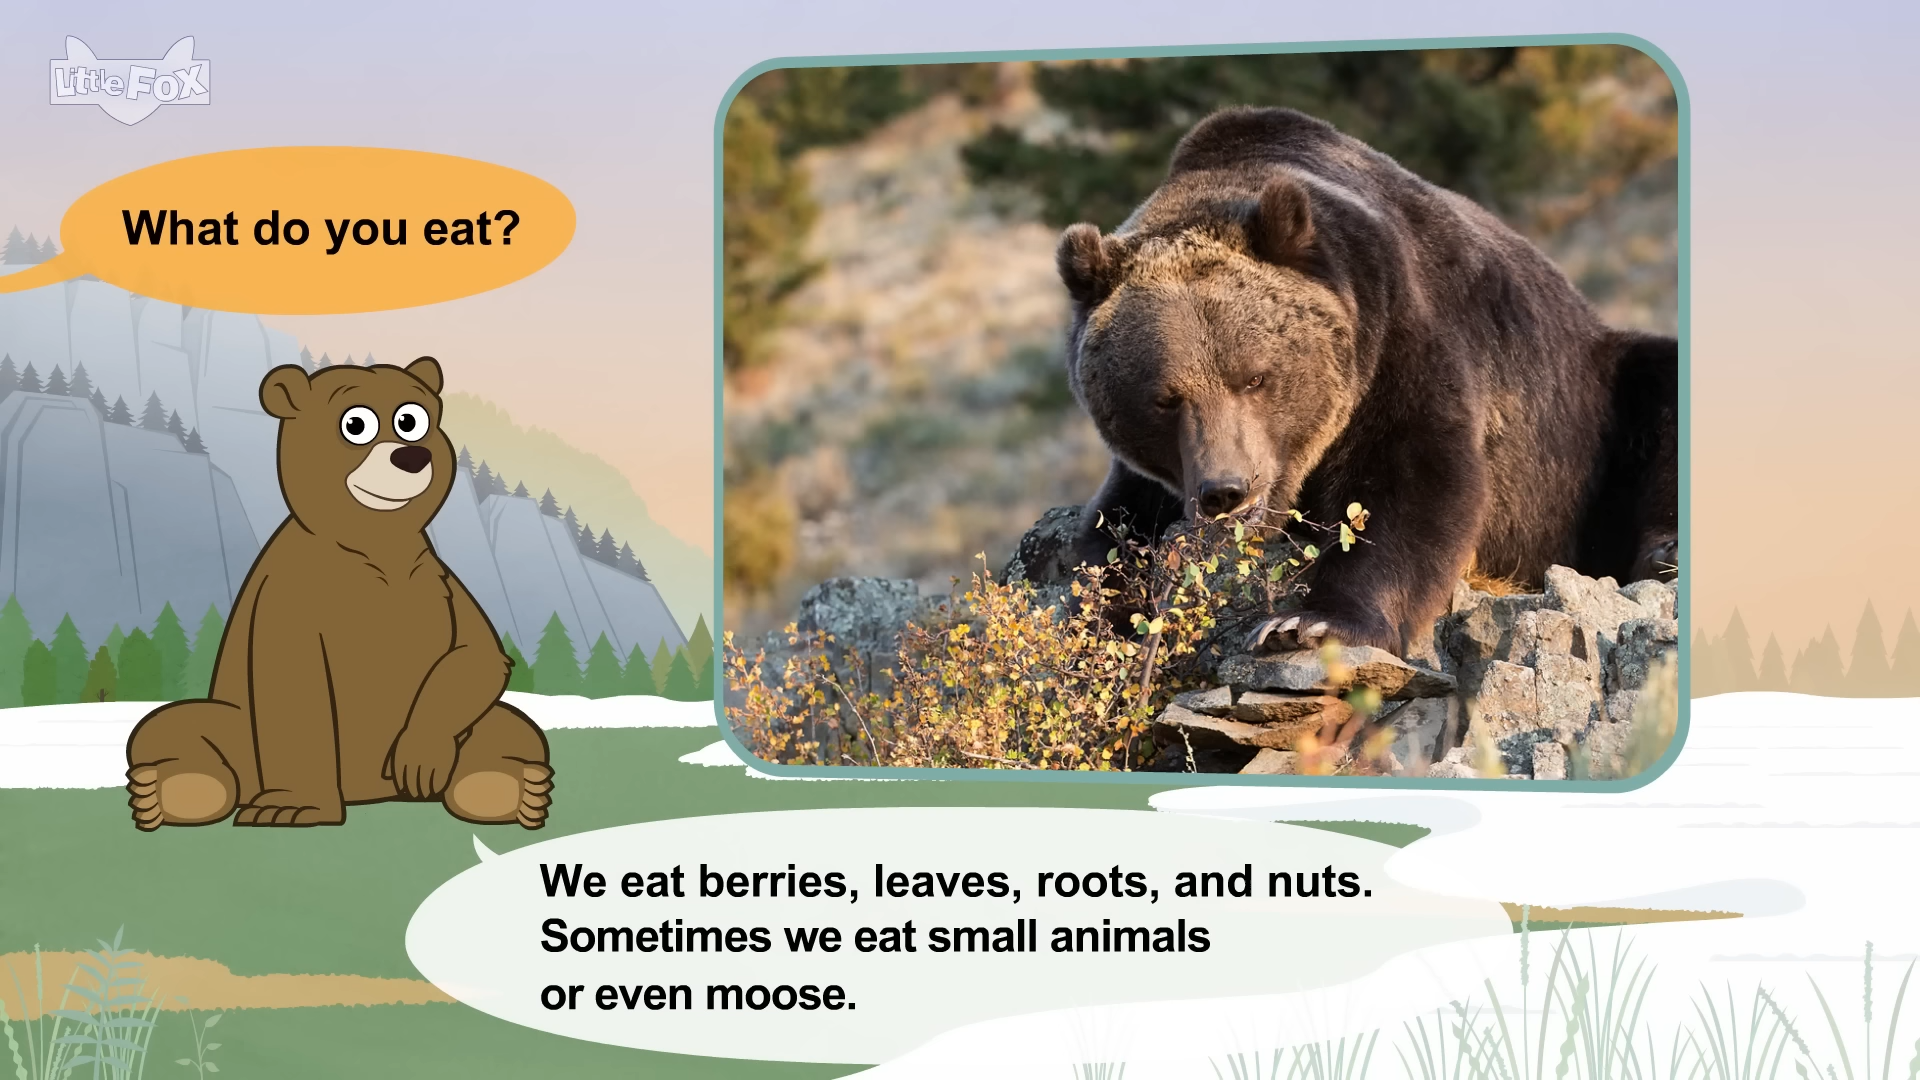 Little Fox
What do you eat?
We eat berries, leaves, roots, and nuts.
Sometimes we eat small animals
or even moose.